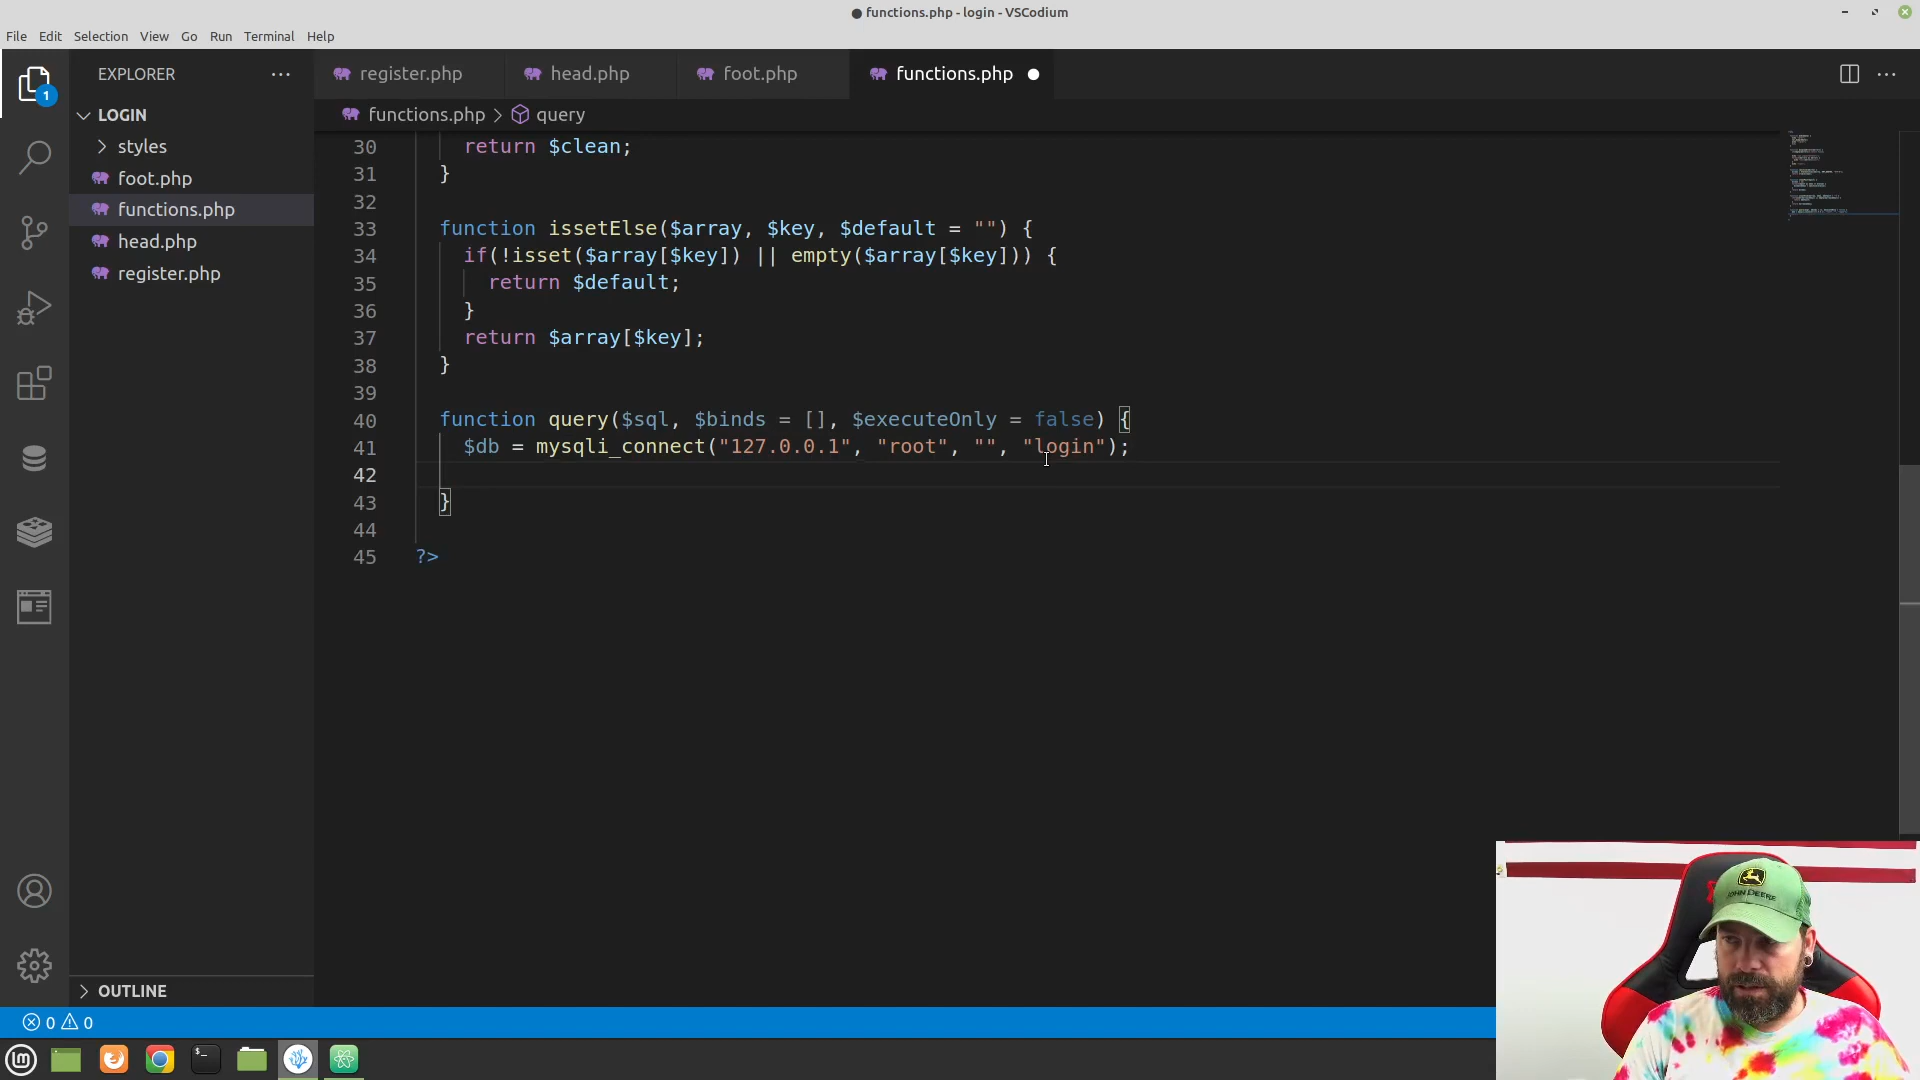 functions.php - login - VSCodium
File Edit Selection View Go Run Terminal Help
EXPLORER
1
LOGIN
styles
foot.php
functions.php
head.php
register.php
OUTLINE
register.php head.php foot.php functions.php
functions.php > query
30 return $clean;
31 }
32
33 function issetElse($array, $key, $default = "") {
34 if(!isset($array[$key]) || empty($array[$key])) {
35 return $default;
36 }
37 return $array[$key];
38 }
39
40 function query($sql, $binds = [], $executeOnly = false) {
41 $db = mysqli_connect("127.0.0.1", "root", "", "login");
42
43 }
44
45 ?>
0 0
JOHN DEERE